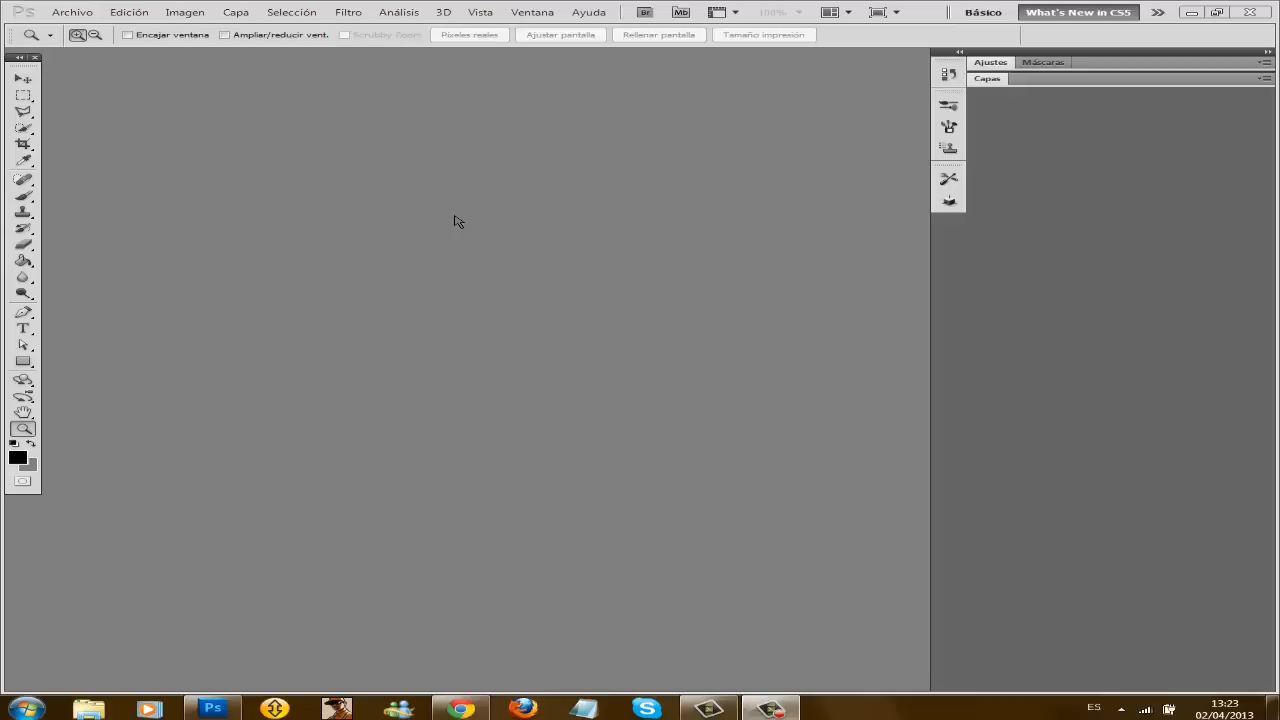 Ps Archivo Edición Imagen Capa Selección Filtro Análisis 3D Vista Ventana Ayuda Br Mb 100% Básico What's New in CS5
Encajar ventana Ampliar/reducir vent. Scrubby Zoom Píxeles reales Ajustar pantalla Rellenar pantalla Tamaño impresión
Ajustes Máscaras
Capas
T
Ps S ES 13:23
02/04/2013